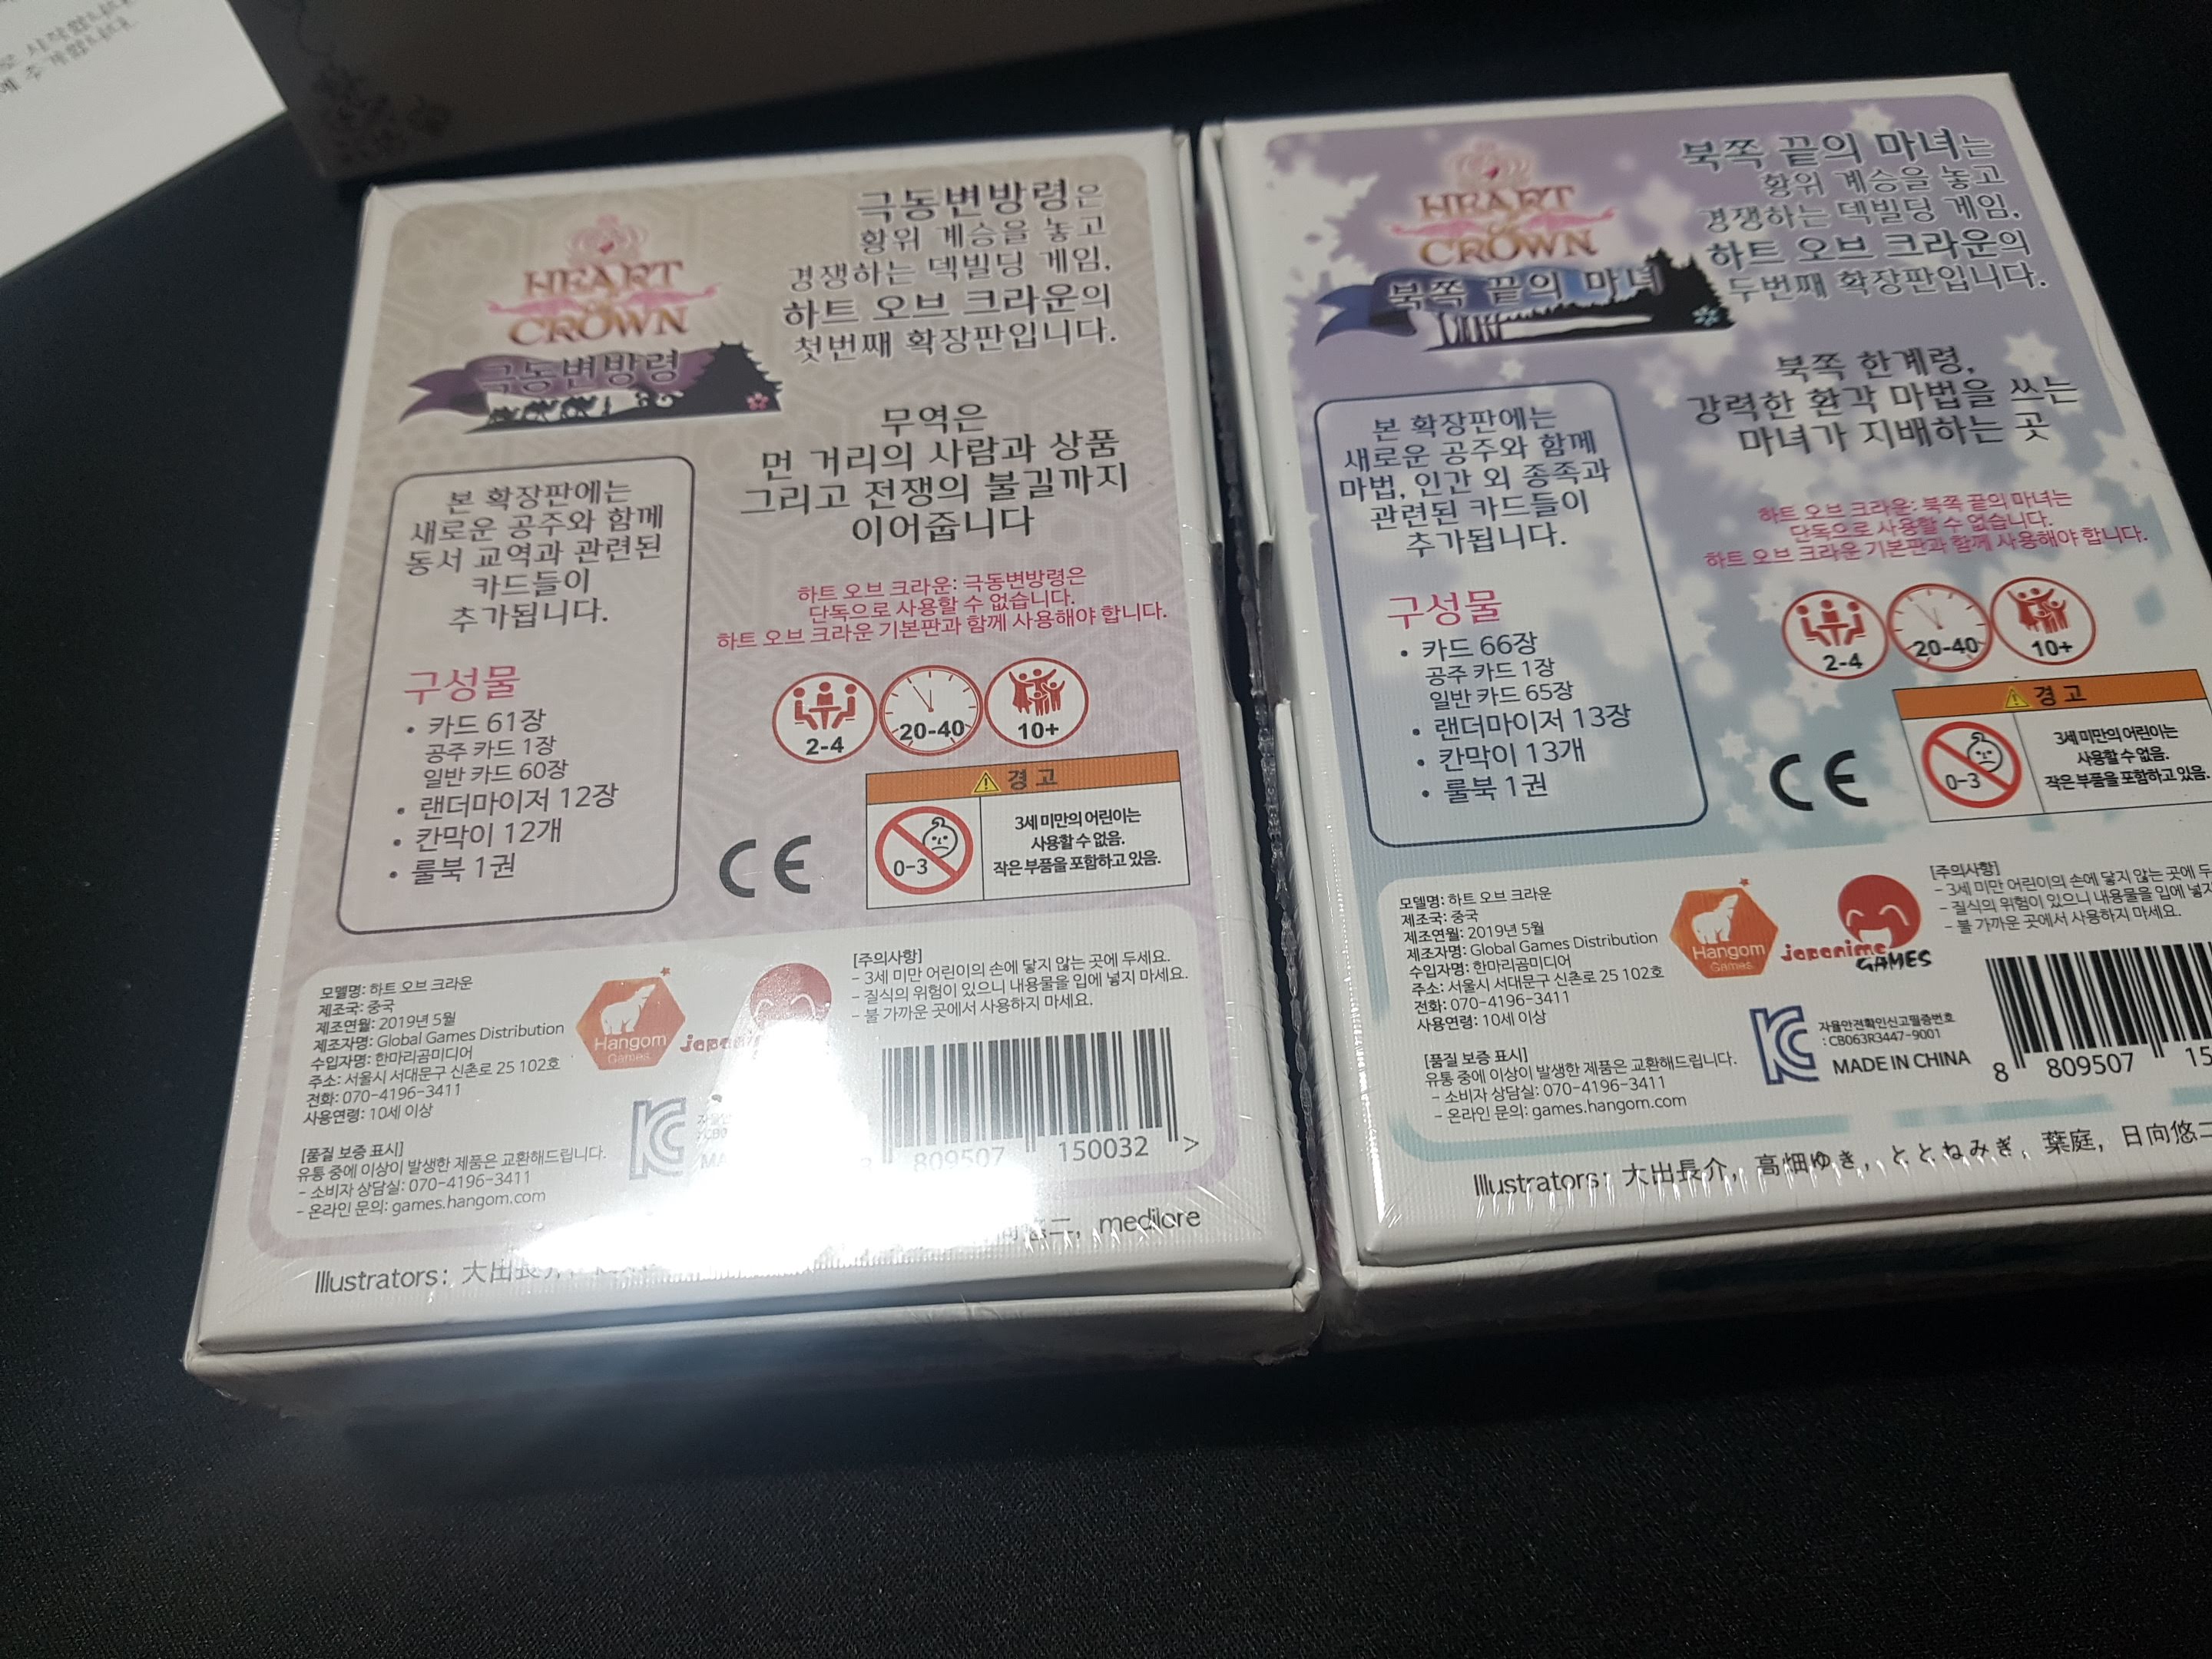 로 시작합니다
에 추가합니다.
HEART
of
CROWN
극동변방령
극동변방령은
황위 계승을 놓고
경쟁하는 덱빌딩 게임,
하트 오브 크라운의
첫번째 확장판입니다.
무역은
먼 거리의 사람과 상품
그리고 전쟁의 불길까지
이어줍니다
본 확장판에는
새로운 공주와 함께
동서 교역과 관련된
카드들이
추가됩니다.
구성물
• 카드 61장
공주 카드 1장
일반 카드 60장
• 랜더마이저 12장
• 칸막이 12개
• 룰북 1권
하트 오브 크라운: 극동변방령은
단독으로 사용할 수 없습니다.
하트 오브 크라운 기본판과 함께 사용해야 합니다.
2-4
20-40
10+
경고
0-3
3세 미만의 어린이는
사용할 수 없음.
작은 부품을 포함하고 있음.
CE
모델명: 하트 오브 크라운
제조국: 중국
제조연월: 2019년 5월
제조자명: Global Games Distribution
수입자명: 한마리곰미디어
주소: 서울시 서대문구 신촌로 25 102호
전화: 070-4196-3411
사용연령: 10세 이상
[품질 보증 표시]
유통 중에 이상이 발생한 제품은 교환해드립니다.
- 소비자 상담실: 070-4196-3411
- 온라인 문의: games.hangom.com
Hangom
Games
[주의사항]
- 3세 미만 어린이의 손에 닿지 않는 곳에 두세요.
- 질식의 위험이 있으니 내용물을 입에 넣지 마세요.
- 불 가까운 곳에서 사용하지 마세요.
KC
MA
8 809507 150032 >
Illustrators: 大出長介, 悠二, medilore
HEART
of
CROWN
북쪽 끝의 마녀
북쪽 끝의 마녀는
황위 계승을 놓고
경쟁하는 덱빌딩 게임,
하트 오브 크라운의
두번째 확장판입니다.
북쪽 한계령,
강력한 환각 마법을 쓰는
마녀가 지배하는 곳
본 확장판에는
새로운 공주와 함께
마법, 인간 외 종족과
관련된 카드들이
추가됩니다.
구성물
• 카드 66장
공주 카드 1장
일반 카드 65장
• 랜더마이저 13장
• 칸막이 13개
• 룰북 1권
하트 오브 크라운: 북쪽 끝의 마녀는
단독으로 사용할 수 없습니다.
하트 오브 크라운 기본판과 함께 사용해야 합니다.
2-4
20-40
10+
경고
0-3
3세 미만의 어린이는
사용할 수 없음.
작은 부품을 포함하고 있음.
CE
모델명: 하트 오브 크라운
제조국: 중국
제조연월: 2019년 5월
제조자명: Global Games Distribution
수입자명: 한마리곰미디어
주소: 서울시 서대문구 신촌로 25 102호
전화: 070-4196-3411
사용연령: 10세 이상
[품질 보증 표시]
유통 중에 이상이 발생한 제품은 교환해드립니다.
- 소비자 상담실: 070-4196-3411
- 온라인 문의: games.hangom.com
Hangom
Games
japanime
GAMES
[주의사항]
- 3세 미만 어린이의 손에 닿지 않는 곳에 두
- 질식의 위험이 있으니 내용물을 입에 넣지
- 불 가까운 곳에서 사용하지 마세요.
KC
자율안전확인신고필증번호
: CB063R3447-9001
MADE IN CHINA
8 809507 15
Illustrators: 大出長介, 高畑ゆき, ととねみぎ, 葉庭, 日向悠二